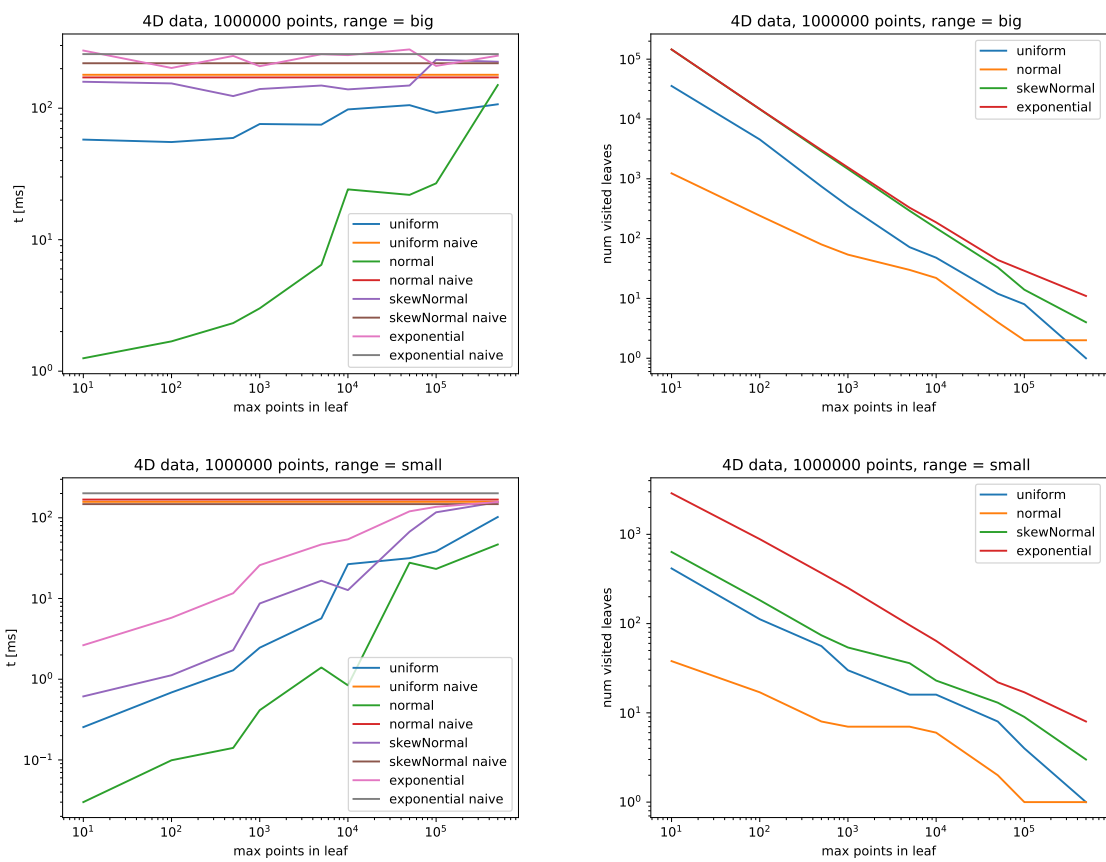 4D data, 1000000 points, range = big
t [ms]
10²
10¹
10⁰
uniform
uniform naive
normal
normal naive
skewNormal
skewNormal naive
exponential
exponential naive
10¹ 10² 10³ 10⁴ 10⁵
max points in leaf
4D data, 1000000 points, range = big
num visited leaves
10⁵
10⁴
10³
10²
10¹
10⁰
uniform
normal
skewNormal
exponential
10¹ 10² 10³ 10⁴ 10⁵
max points in leaf
4D data, 1000000 points, range = small
t [ms]
10²
10¹
10⁰
10⁻¹
uniform
uniform naive
normal
normal naive
skewNormal
skewNormal naive
exponential
exponential naive
10¹ 10² 10³ 10⁴ 10⁵
max points in leaf
4D data, 1000000 points, range = small
num visited leaves
10³
10²
10¹
10⁰
uniform
normal
skewNormal
exponential
10¹ 10² 10³ 10⁴ 10⁵
max points in leaf